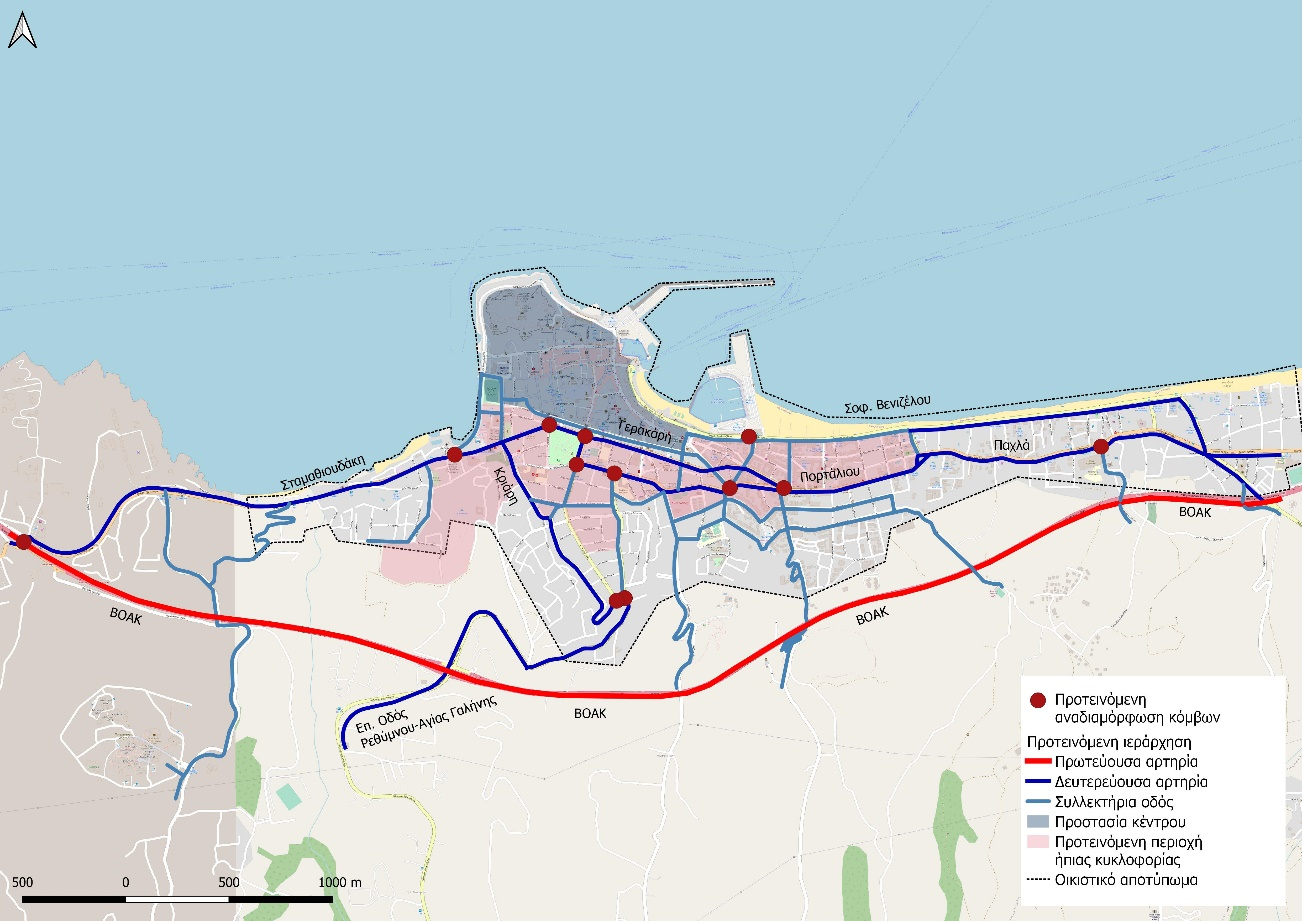 Σοφ. Βενιζέλου
Γερακάρη
Παχλά
Σταμαθιουδάκη
Κριάρη
Πορτάλιου
ΒΟΑΚ
ΒΟΑΚ
ΒΟΑΚ
ΒΟΑΚ
Επ. Οδός
Ρεθύμνου-Αγίας Γαλήνης
Προτεινόμενη
αναδιαμόρφωση κόμβων
Προτεινόμενη ιεράρχηση
Πρωτεύουσα αρτηρία
Δευτερεύουσα αρτηρία
Συλλεκτήρια οδός
Προστασία κέντρου
Προτεινόμενη περιοχή
ήπιας κυκλοφορίας
Οικιστικό αποτύπωμα
500 0 500 1000 m